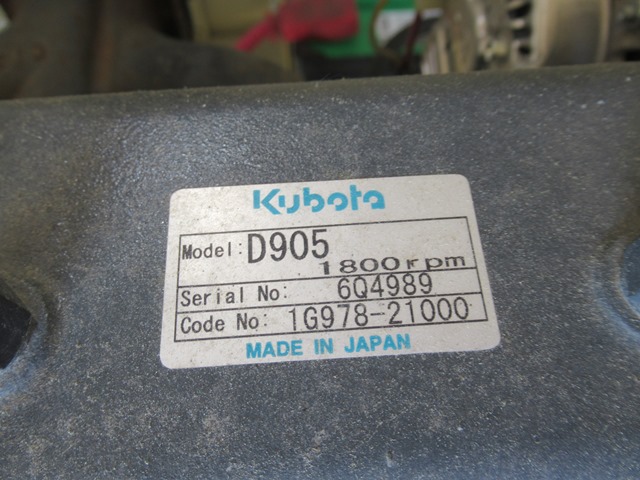 Kubota
Model: D905
1800rpm
Serial No: 6Q4989
Code No: 1G978-21000
MADE IN JAPAN